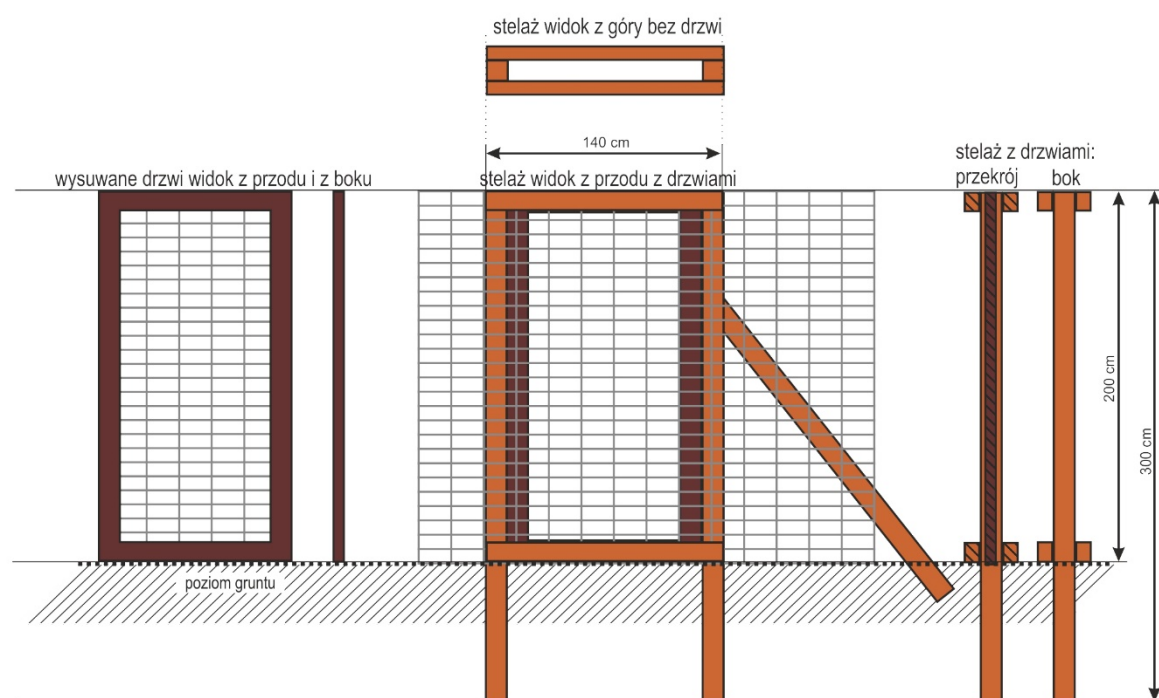 stelaż widok z góry bez drzwi
140 cm
wysuwane drzwi widok z przodu i z boku
stelaż widok z przodu z drzwiami
stelaż z drzwiami:
przekrój
bok
200 cm
300 cm
poziom gruntu